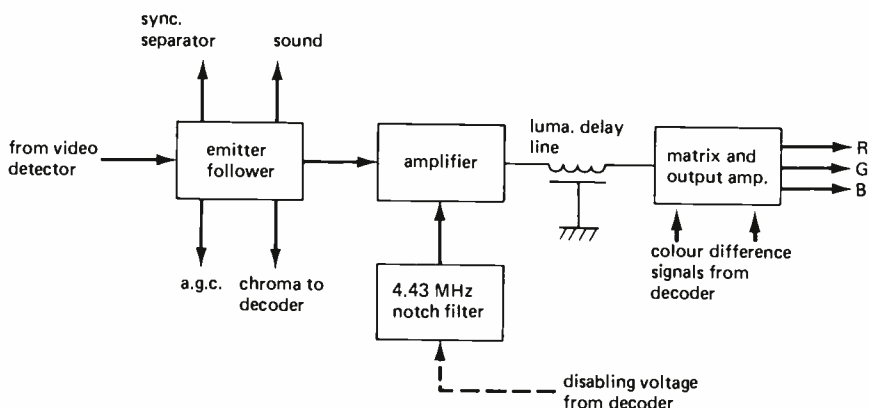 sync.
separator
sound
from video
detector
emitter
follower
amplifier
luma. delay
line
matrix and
output amp.
R
G
B
a.g.c.
chroma to
decoder
4.43 MHz
notch filter
colour difference
signals from
decoder
disabling voltage
from decoder